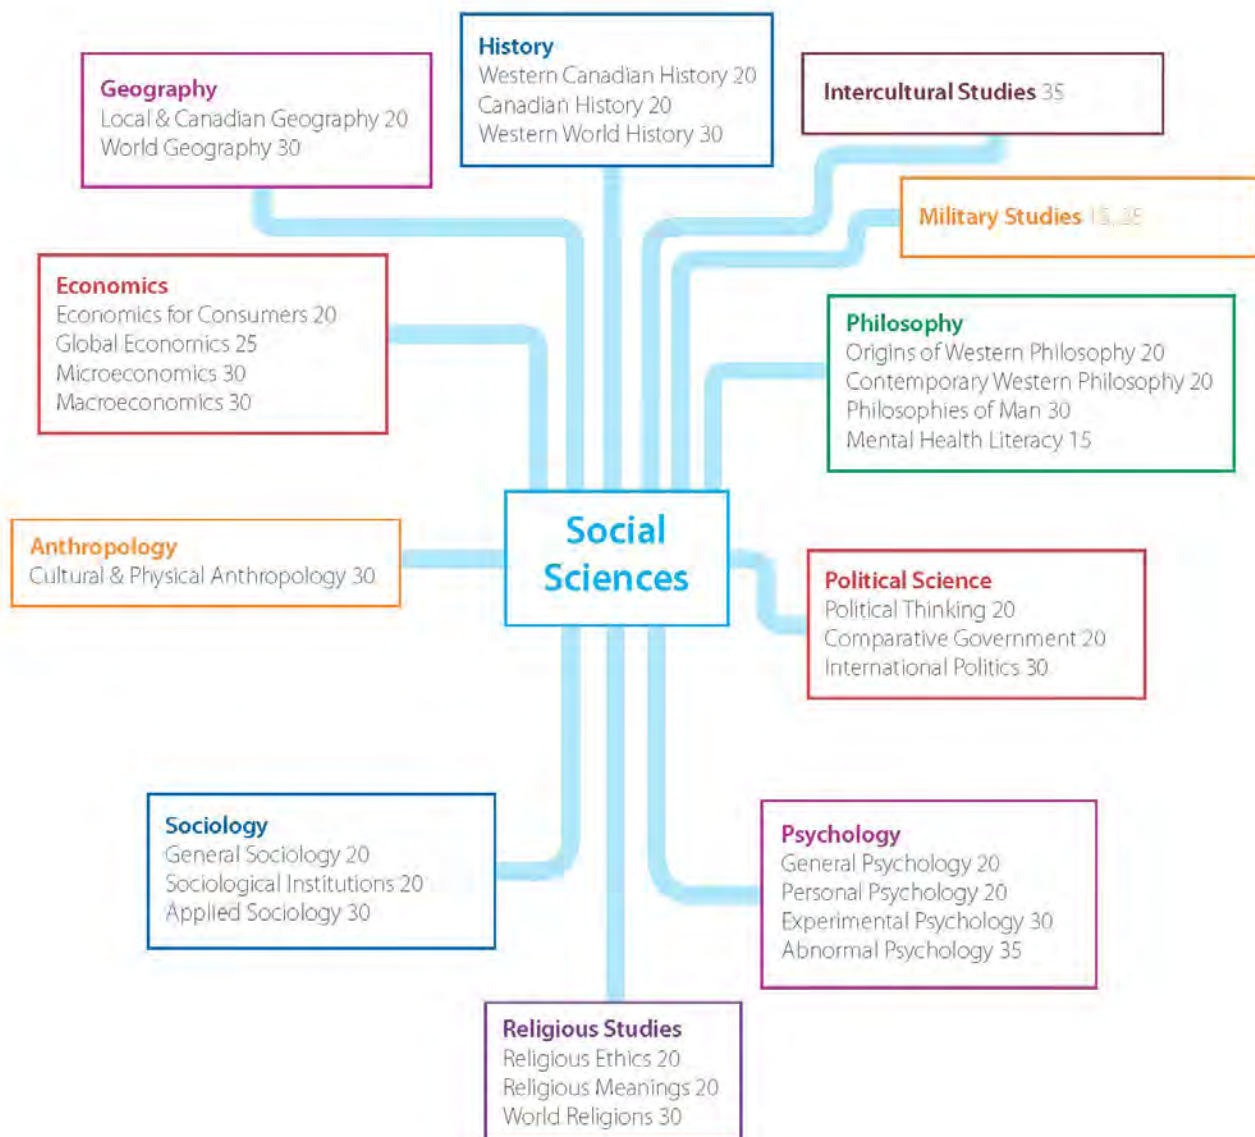 History
Western Canadian History 20
Canadian History 20
Western World History 30
Geography
Local & Canadian Geography 20
World Geography 30
Intercultural Studies 35
Military Studies 15, 35
Economics
Economics for Consumers 20
Global Economics 25
Microeconomics 30
Macroeconomics 30
Philosophy
Origins of Western Philosophy 20
Contemporary Western Philosophy 20
Philosophies of Man 30
Mental Health Literacy 15
Social
Sciences
Anthropology
Cultural & Physical Anthropology 30
Political Science
Political Thinking 20
Comparative Government 20
International Politics 30
Sociology
General Sociology 20
Sociological Institutions 20
Applied Sociology 30
Psychology
General Psychology 20
Personal Psychology 20
Experimental Psychology 30
Abnormal Psychology 35
Religious Studies
Religious Ethics 20
Religious Meanings 20
World Religions 30